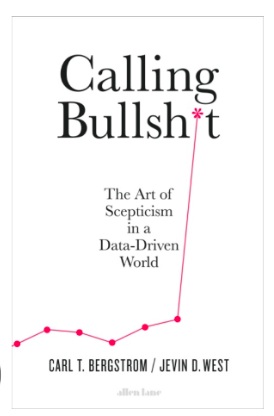 Calling
Bullsh*t
The Art of
Scepticism
in a
Data-Driven
World
CARL T. BERGSTROM / JEVIN D. WEST
allen lane